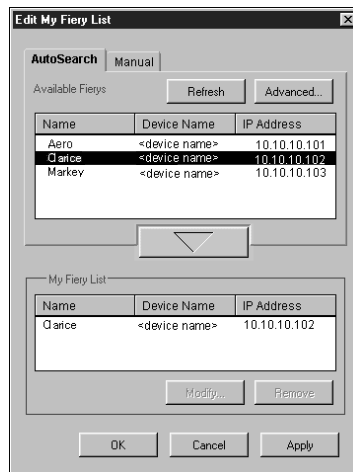 Edit My Fiery List
AutoSearch Manual
Available Fierys Refresh Advanced...
Name Device Name IP Address
Aero <device name> 10.10.10.101
Clarice <device name> 10.10.10.102
Markey <device name> 10.10.10.103
My Fiery List
Name Device Name IP Address
Clarice <device name> 10.10.10.102
Modify... Remove
OK Cancel Apply